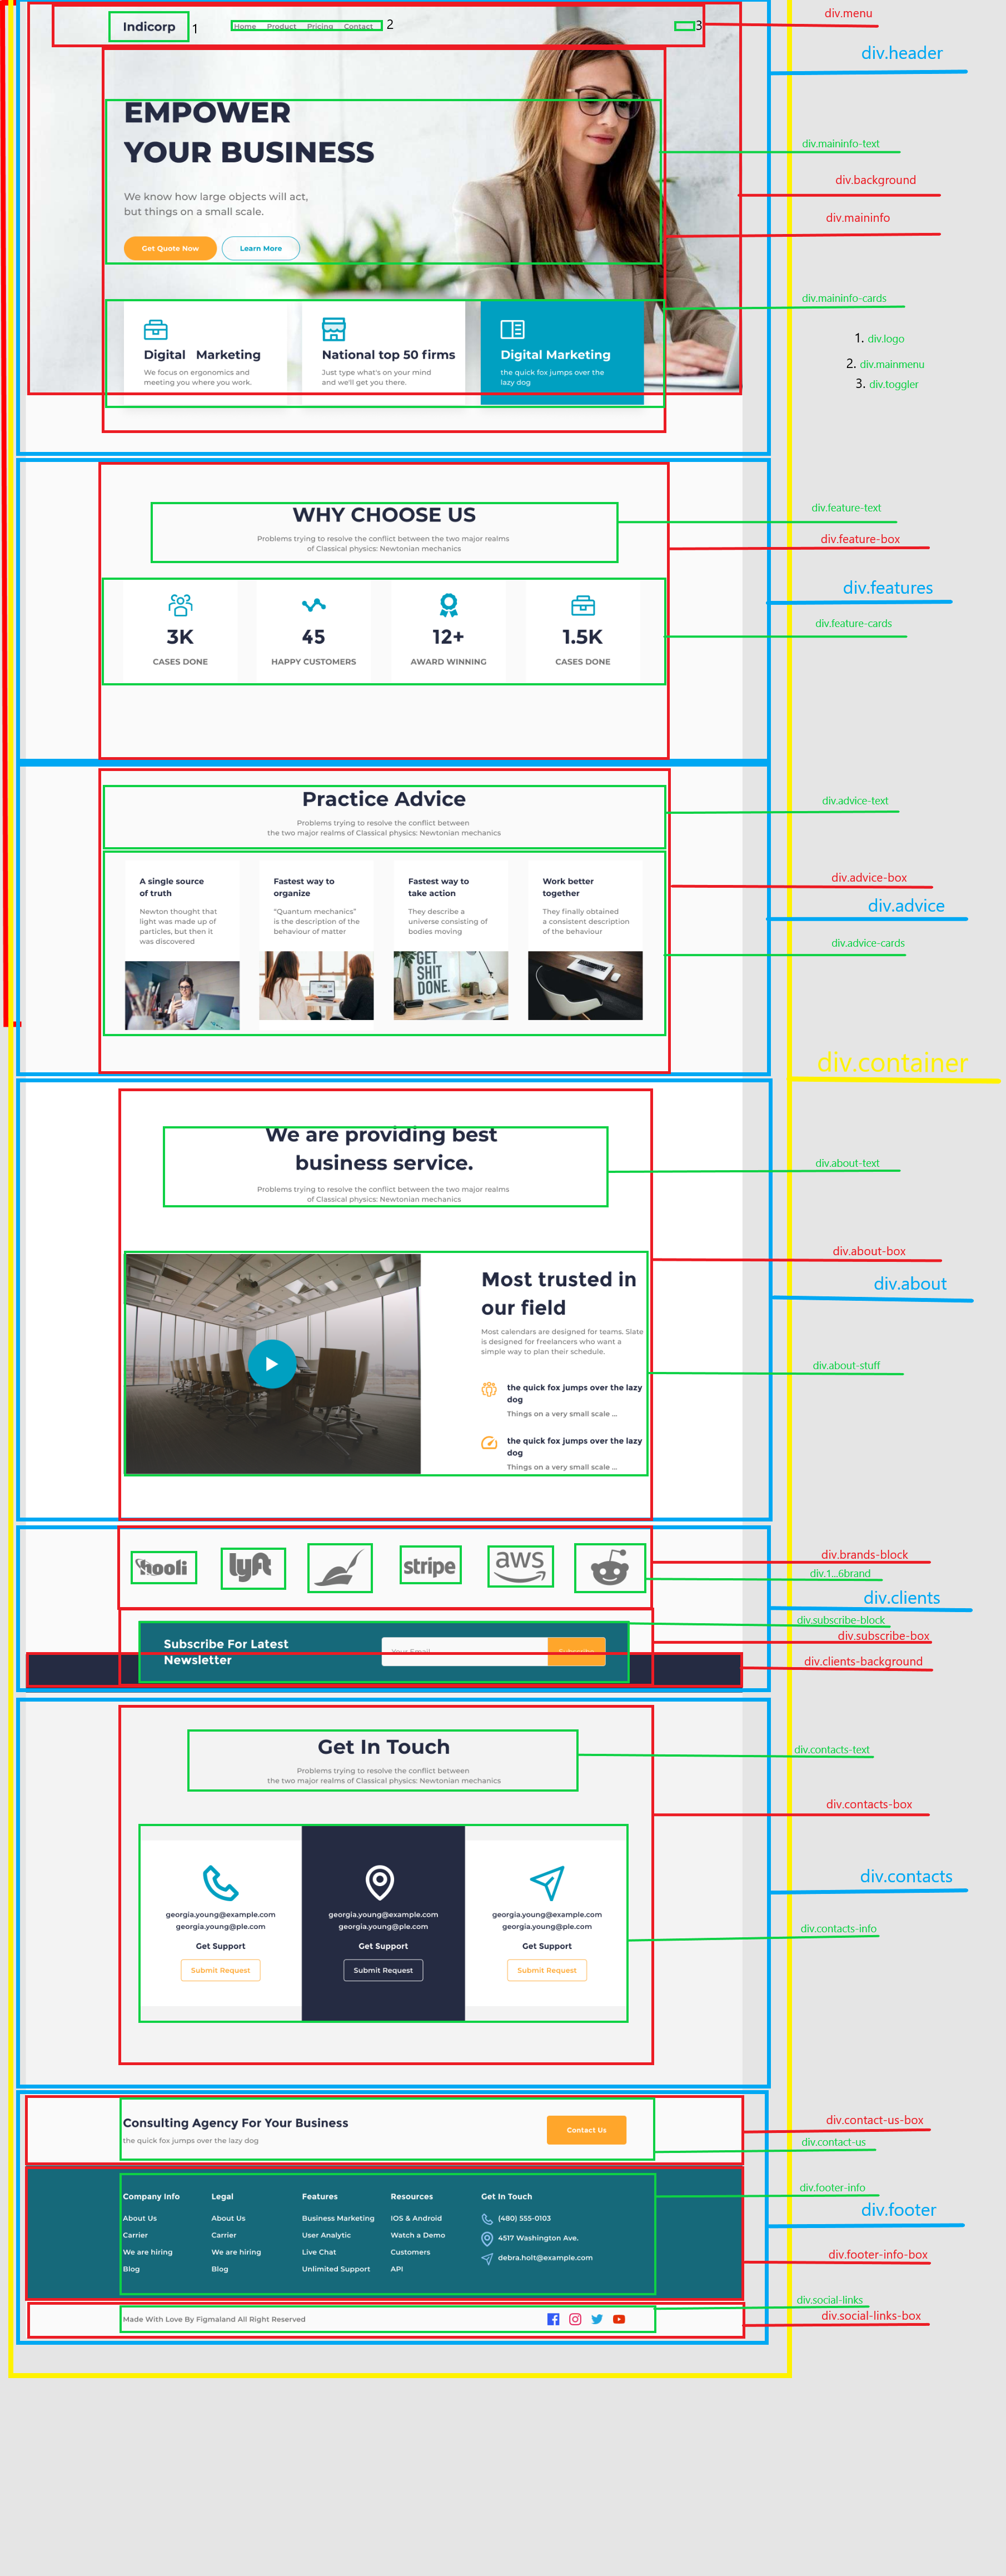 Indicorp 1 Home Product Pricing Contact 2 3
div.menu
div.header
EMPOWER
YOUR BUSINESS
div.mainmenu-text
We know how large objects will act,
but things on a small scale.
div.background
div.maininfo
Get Quote Now Learn More
div.maininfo-cards
1. div.logo
2. div.mainmenu
3. div.toggler
Digital Marketing
We focus on ergonomics and
meeting you where you work.
National top 50 firms
Just type what's on your mind
and we'll get you there.
Digital Marketing
the quick fox jumps over the
lazy dog
WHY CHOOSE US
Problems trying to resolve the conflict between the two major realms
of Classical physics: Newtonian mechanics
div.feature-text
div.feature-box
div.features
div.feature-cards
3K
CASES DONE
45
HAPPY CUSTOMERS
12+
AWARD WINNING
1.5K
CASES DONE
Practice Advice
Problems trying to resolve the conflict between
the two major realms of Classical physics: Newtonian mechanics
div.advice-text
div.advice-box
div.advice
div.advice-cards
A single source
of truth
Newton thought that
light was made up of
particles, but then it
was discovered
Fastest way to
organize
“Quantum mechanics”
is the description of the
behaviour of matter
Fastest way to
take action
They describe a
universe consisting of
bodies moving
Work better
together
They finally obtained
a consistent description
of the behaviour
GET
SHIT
DONE.
div.container
We are providing best
business service.
Problems trying to resolve the conflict between the two major realms
of Classical physics: Newtonian mechanics
div.about-text
div.about-box
div.about
div.about-stuff
Most trusted in
our field
Most calendars are designed for teams. Slate
is designed for freelancers who want a
simple way to plan their schedule.
the quick fox jumps over the lazy
dog
Things on a very small scale ...
the quick fox jumps over the lazy
dog
Things on a very small scale ...
hooli lyft stripe aws
div.brands-block
div.1...6brand
div.clients
div.subscribe-block
div.subscribe-box
div.clients-background
Subscribe For Latest
Newsletter
Your Email Subscribe
Get In Touch
Problems trying to resolve the conflict between
the two major realms of Classical physics: Newtonian mechanics
div.contacts-text
div.contacts-box
div.contacts
div.contacts-info
georgia.young@example.com
georgia.young@ple.com
Get Support
Submit Request
georgia.young@example.com
georgia.young@ple.com
Get Support
Submit Request
georgia.young@example.com
georgia.young@ple.com
Get Support
Submit Request
Consulting Agency For Your Business
the quick fox jumps over the lazy dog
Contact Us
div.contact-us-box
div.contact-us
div.footer-info
div.footer
div.footer-info-box
Company Info
About Us
Carrier
We are hiring
Blog
Legal
About Us
Carrier
We are hiring
Blog
Features
Business Marketing
User Analytic
Live Chat
Unlimited Support
Resources
IOS & Android
Watch a Demo
Customers
API
Get In Touch
(480) 555-0103
4517 Washington Ave.
debra.holt@example.com
div.social-links
div.social-links-box
Made With Love By Figmaland All Right Reserved